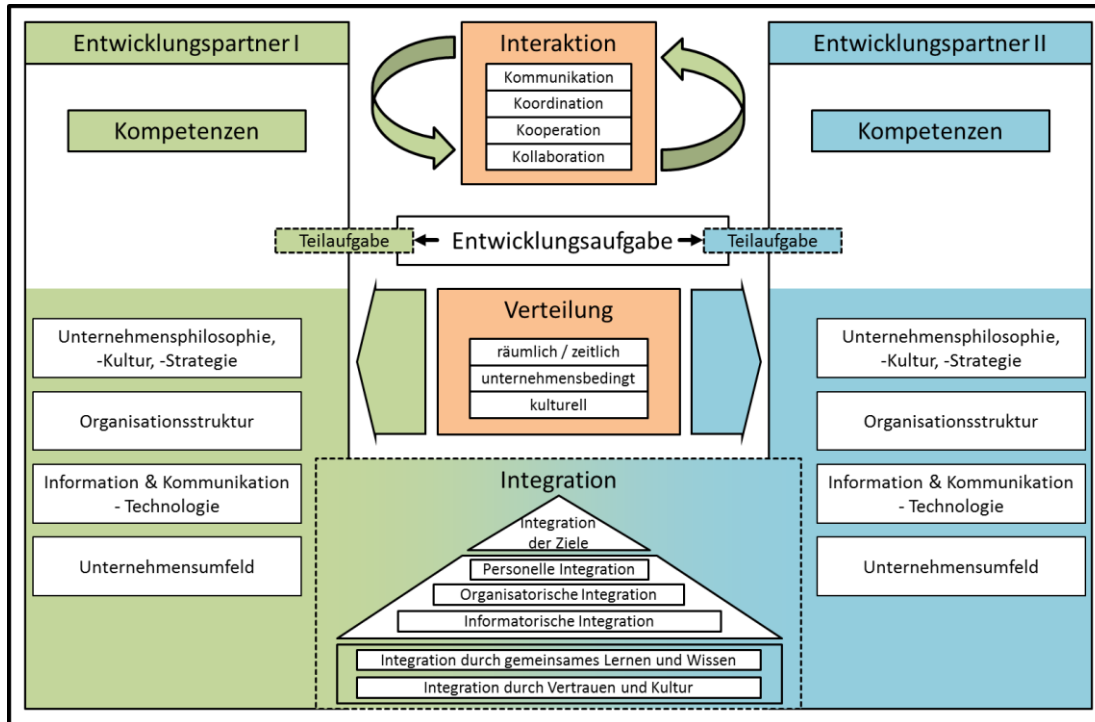 Entwicklungspartner I
Kompetenzen
Interaktion
Kommunikation
Koordination
Kooperation
Kollaboration
Entwicklungspartner II
Kompetenzen
Teilaufgabe
Entwicklungsaufgabe
Teilaufgabe
Unternehmensphilosophie,
-Kultur, -Strategie
Organisationsstruktur
Information & Kommunikation
- Technologie
Unternehmensumfeld
Verteilung
räumlich / zeitlich
unternehmensbedingt
kulturell
Unternehmensphilosophie,
-Kultur, -Strategie
Organisationsstruktur
Information & Kommunikation
- Technologie
Unternehmensumfeld
Integration
Integration
der Ziele
Personelle Integration
Organisatorische Integration
Informatorische Integration
Integration durch gemeinsames Lernen und Wissen
Integration durch Vertrauen und Kultur